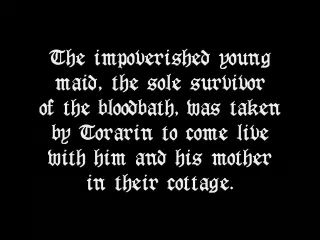 The impoverished young
maid, the sole survivor
of the bloodbath, was taken
by Torarin to come live
with him and his mother
in their cottage.